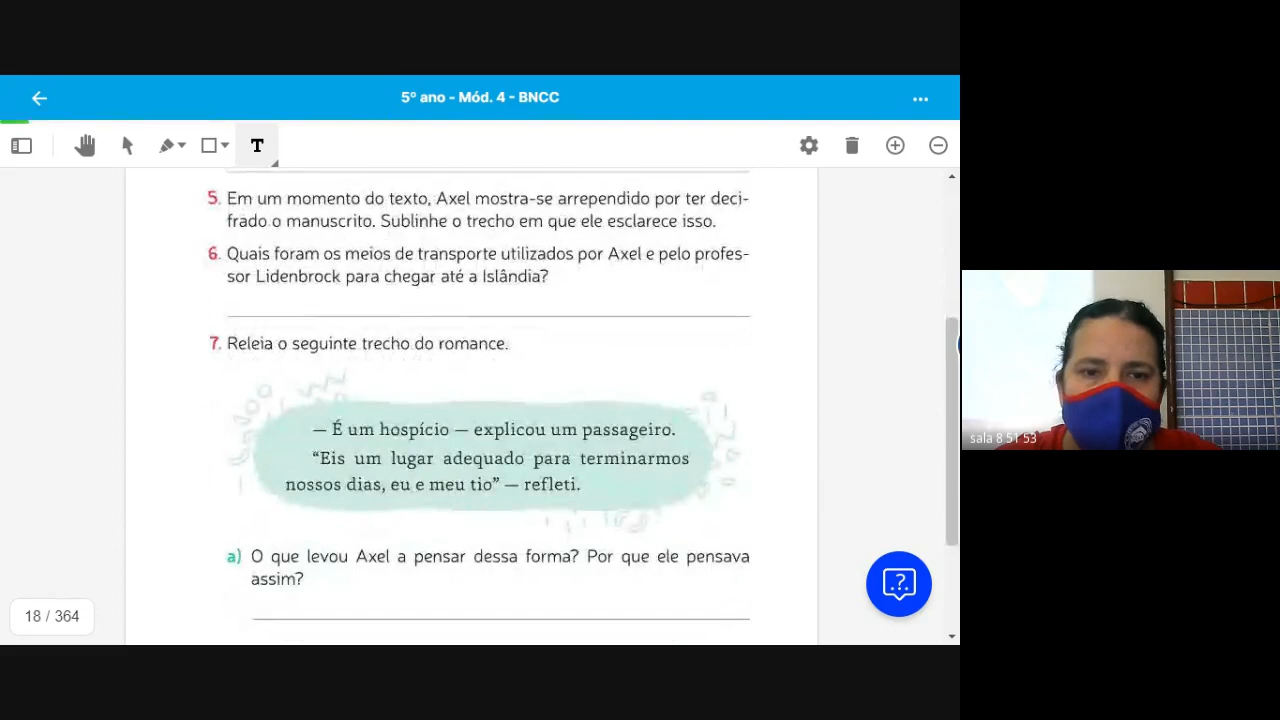 5º ano - Mód. 4 - BNCC
T
5. Em um momento do texto, Axel mostra-se arrependido por ter deci-
frado o manuscrito. Sublinhe o trecho em que ele esclarece isso.
6. Quais foram os meios de transporte utilizados por Axel e pelo profes-
sor Lidenbrock para chegar até a Islândia?
7. Releia o seguinte trecho do romance.
— É um hospício — explicou um passageiro.
“Eis um lugar adequado para terminarmos
nossos dias, eu e meu tio” — refleti.
a) O que levou Axel a pensar dessa forma? Por que ele pensava
assim?
18 / 364
sala 8 51 53